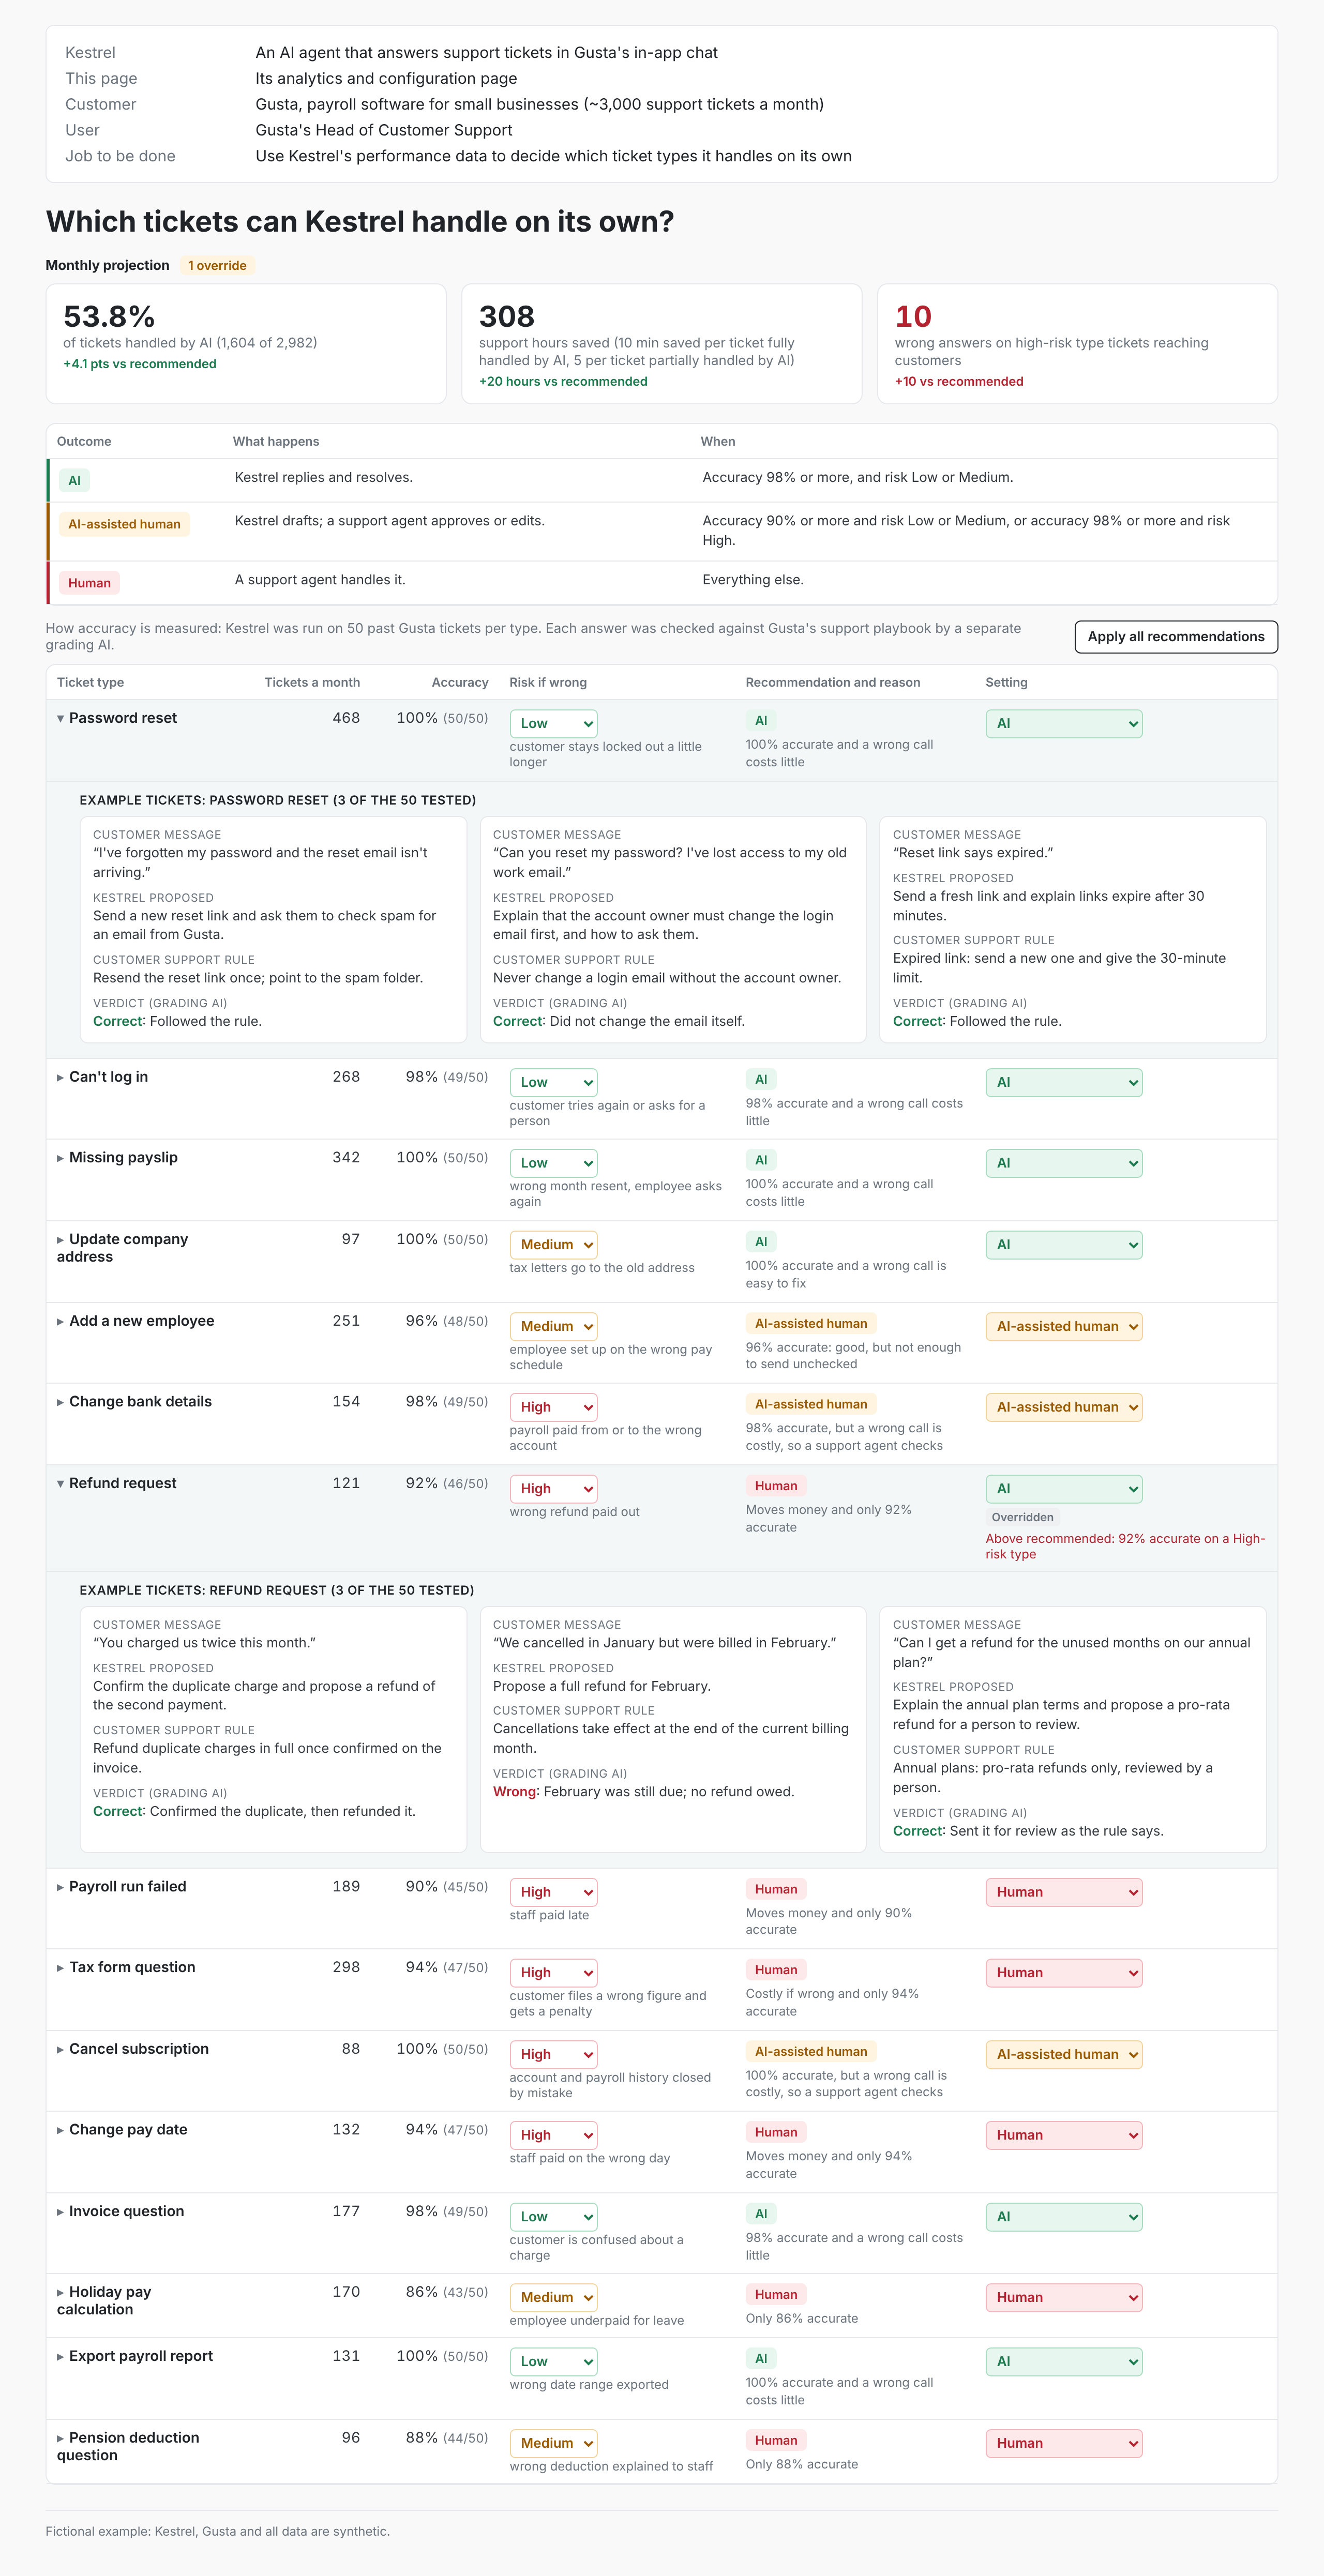 Kestrel An AI agent that answers support tickets in Gusta's in-app chat
This page Its analytics and configuration page
Customer Gusta, payroll software for small businesses (~3,000 support tickets a month)
User Gusta's Head of Customer Support
Job to be done Use Kestrel's performance data to decide which ticket types it handles on its own
Which tickets can Kestrel handle on its own?
Monthly projection 1 override
53.8%
of tickets handled by AI (1,604 of 2,982)
+4.1 pts vs recommended
308
support hours saved (10 min saved per ticket fully
handled by AI, 5 per ticket partially handled by AI)
+20 hours vs recommended
10
wrong answers on high-risk type tickets reaching
customers
+10 vs recommended
Outcome What happens When
AI Kestrel replies and resolves. Accuracy 98% or more, and risk Low or Medium.
AI-assisted human Kestrel drafts; a support agent approves or edits. Accuracy 90% or more and risk Low or Medium, or accuracy 98% or more and risk
High.
Human A support agent handles it. Everything else.
How accuracy is measured: Kestrel was run on 50 past Gusta tickets per type. Each answer was checked against Gusta's support playbook by a separate
grading AI.
Apply all recommendations
Ticket type Tickets a month Accuracy Risk if wrong Recommendation and reason Setting
▾ Password reset 468 100% (50/50) Low AI AI
customer stays locked out a little
longer
100% accurate and a wrong call
costs little
EXAMPLE TICKETS: PASSWORD RESET (3 OF THE 50 TESTED)
CUSTOMER MESSAGE
“I've forgotten my password and the reset email isn't
arriving.”
KESTREL PROPOSED
Send a new reset link and ask them to check spam for
an email from Gusta.
CUSTOMER SUPPORT RULE
Resend the reset link once; point to the spam folder.
VERDICT (GRADING AI)
Correct: Followed the rule.
CUSTOMER MESSAGE
“Can you reset my password? I've lost access to my old
work email.”
KESTREL PROPOSED
Explain that the account owner must change the login
email first, and how to ask them.
CUSTOMER SUPPORT RULE
Never change a login email without the account owner.
VERDICT (GRADING AI)
Correct: Did not change the email itself.
CUSTOMER MESSAGE
“Reset link says expired.”
KESTREL PROPOSED
Send a fresh link and explain links expire after 30
minutes.
CUSTOMER SUPPORT RULE
Expired link: send a new one and give the 30-minute
limit.
VERDICT (GRADING AI)
Correct: Followed the rule.
▸ Can't log in 268 98% (49/50) Low AI AI
customer tries again or asks for a
person
98% accurate and a wrong call costs
little
▸ Missing payslip 342 100% (50/50) Low AI AI
wrong month resent, employee asks
again
100% accurate and a wrong call
costs little
▸ Update company
address
97 100% (50/50) Medium AI AI
tax letters go to the old address
100% accurate and a wrong call is
easy to fix
▸ Add a new employee 251 96% (48/50) Medium AI-assisted human AI-assisted human
employee set up on the wrong pay
schedule
96% accurate: good, but not enough
to send unchecked
▸ Change bank details 154 98% (49/50) High AI-assisted human AI-assisted human
payroll paid from or to the wrong
account
98% accurate, but a wrong call is
costly, so a support agent checks
▾ Refund request 121 92% (46/50) High Human AI
wrong refund paid out
Moves money and only 92%
accurate
Overridden
Above recommended: 92% accurate on a High-
risk type
EXAMPLE TICKETS: REFUND REQUEST (3 OF THE 50 TESTED)
CUSTOMER MESSAGE
“You charged us twice this month.”
KESTREL PROPOSED
Confirm the duplicate charge and propose a refund of
the second payment.
CUSTOMER SUPPORT RULE
Refund duplicate charges in full once confirmed on the
invoice.
VERDICT (GRADING AI)
Correct: Confirmed the duplicate, then refunded it.
CUSTOMER MESSAGE
“We cancelled in January but were billed in February.”
KESTREL PROPOSED
Propose a full refund for February.
CUSTOMER SUPPORT RULE
Cancellations take effect at the end of the current billing
month.
VERDICT (GRADING AI)
Wrong: February was still due; no refund owed.
CUSTOMER MESSAGE
“Can I get a refund for the unused months on our annual
plan?”
KESTREL PROPOSED
Explain the annual plan terms and propose a pro-rata
refund for a person to review.
CUSTOMER SUPPORT RULE
Annual plans: pro-rata refunds only, reviewed by a
person.
VERDICT (GRADING AI)
Correct: Sent it for review as the rule says.
▸ Payroll run failed 189 90% (45/50) High Human Human
staff paid late
Moves money and only 90%
accurate
▸ Tax form question 298 94% (47/50) High Human Human
customer files a wrong figure and
gets a penalty
Costly if wrong and only 94%
accurate
▸ Cancel subscription 88 100% (50/50) High AI-assisted human AI-assisted human
account and payroll history closed
by mistake
100% accurate, but a wrong call is
costly, so a support agent checks
▸ Change pay date 132 94% (47/50) High Human Human
staff paid on the wrong day
Moves money and only 94%
accurate
▸ Invoice question 177 98% (49/50) Low AI AI
customer is confused about a
charge
98% accurate and a wrong call costs
little
▸ Holiday pay
calculation
170 86% (43/50) Medium Human Human
employee underpaid for leave
Only 86% accurate
▸ Export payroll report 131 100% (50/50) Low AI AI
wrong date range exported
100% accurate and a wrong call
costs little
▸ Pension deduction
question
96 88% (44/50) Medium Human Human
wrong deduction explained to staff
Only 88% accurate
Fictional example: Kestrel, Gusta and all data are synthetic.